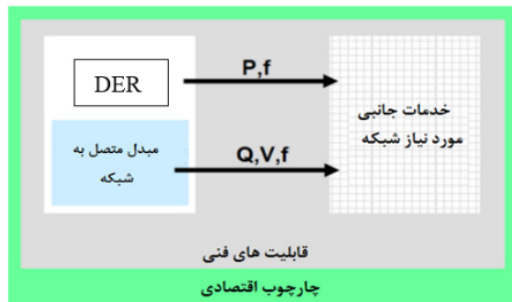 DER
P,f
خدمات جانبی
مورد نیاز شبکه
مبدل متصل به
شبکه
Q,V,f
قابلیت های فنی
چارچوب اقتصادی